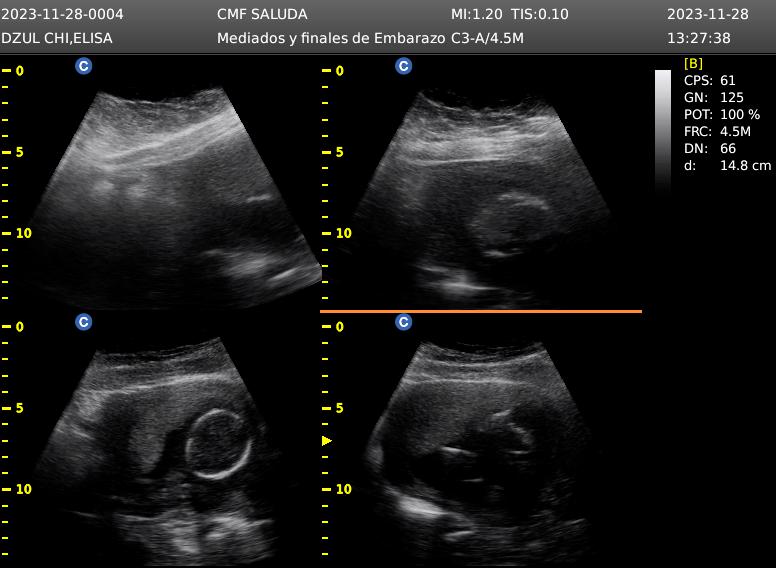 2023-11-28-0004 CMF SALUDA MI:1.20 TIS:0.10 2023-11-28
DZUL CHI,ELISA Mediados y finales de Embarazo C3-A/4.5M 13:27:38
C C
[B]
CPS: 61
GN: 125
POT: 100 %
FRC: 4.5M
DN: 66
d: 14.8 cm
0 0
5 5
10 10
C C
0 0
5 5
10 10